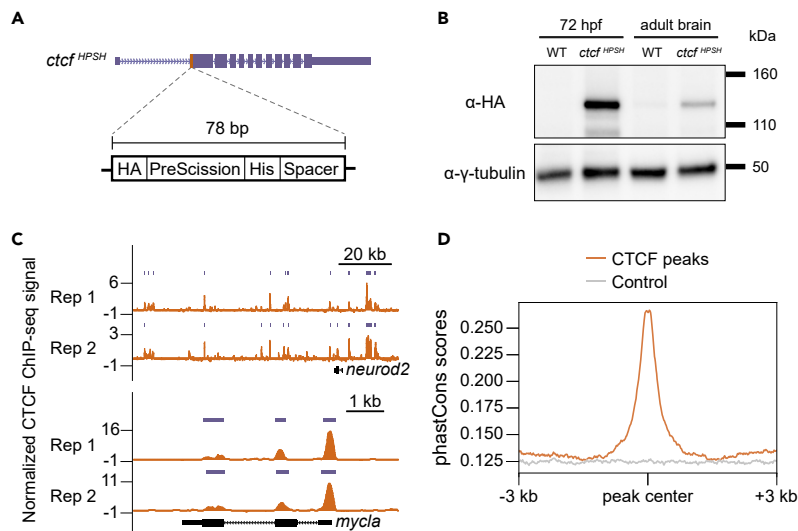 A
ctcf HPSH
78 bp
HA PreScission His Spacer
B
72 hpf adult brain
WT ctcf HPSH WT ctcf HPSH kDa
α-HA
160
110
α-γ-tubulin
50
C
Normalized CTCF ChIP-seq signal
20 kb
Rep 1 6 -1
Rep 2 3 -1
neurod2
1 kb
Rep 1 16 -1
Rep 2 11 -1
mycla
D
CTCF peaks
Control
phastCons scores
0.250
0.225
0.200
0.175
0.150
0.125
-3 kb peak center +3 kb